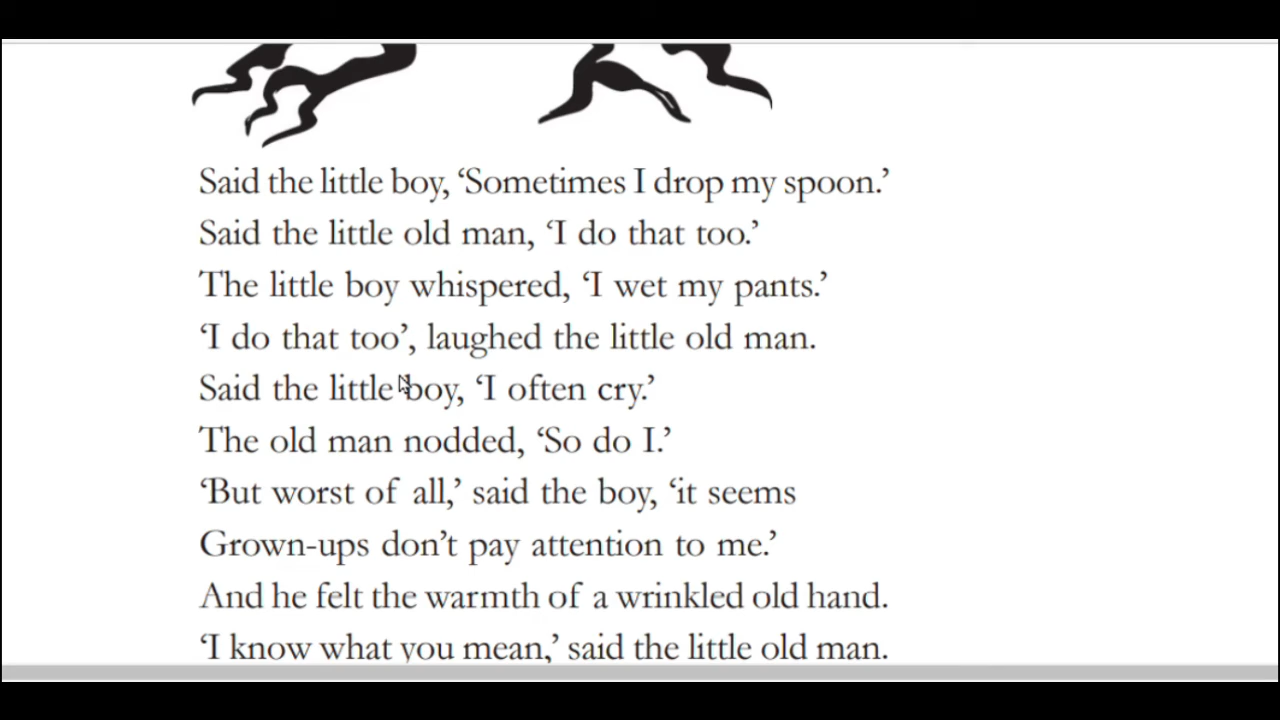 Said the little boy, ‘Sometimes I drop my spoon.’
Said the little old man, ‘I do that too.’
The little boy whispered, ‘I wet my pants.’
‘I do that too’, laughed the little old man.
Said the little boy, ‘I often cry.’
The old man nodded, ‘So do I.’
‘But worst of all,’ said the boy, ‘it seems
Grown-ups don’t pay attention to me.’
And he felt the warmth of a wrinkled old hand.
‘I know what you mean,’ said the little old man.